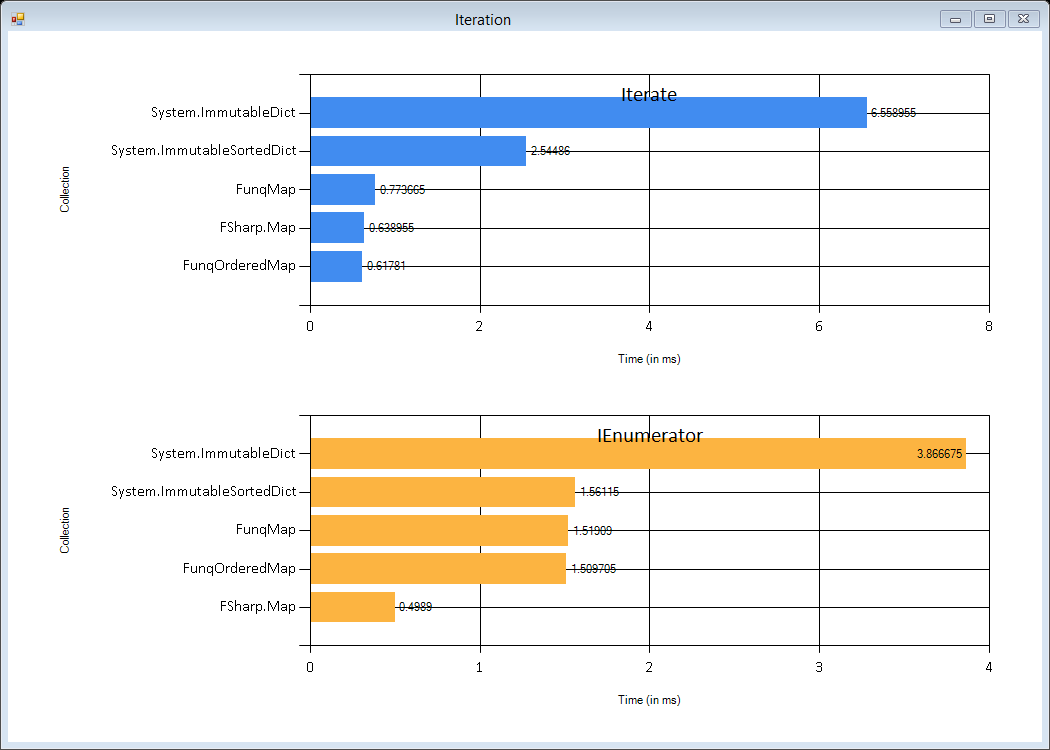 Iteration
Iterate
System.ImmutableDict
6.558955
System.ImmutableSortedDict
2.54486
FunqMap
0.773665
FSharp.Map
0.638955
FunqOrderedMap
0.61781
Collection
0 2 4 6 8
Time (in ms)
IEnumerator
System.ImmutableDict
3.866675
System.ImmutableSortedDict
1.56115
FunqMap
1.51909
FunqOrderedMap
1.509705
FSharp.Map
0.4989
Collection
0 1 2 3 4
Time (in ms)